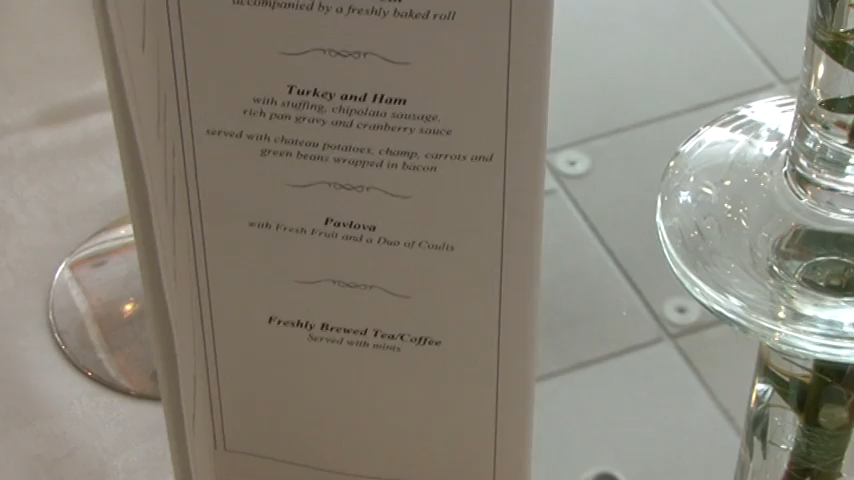 accompanied by a freshly baked roll
Turkey and Ham
with stuffing, chipolata sausage,
rich pan gravy and cranberry sauce
served with chateau potatoes, champ, carrots and
green beans wrapped in bacon
Pavlova
with Fresh Fruit and a Duo of Coulis
Freshly Brewed Tea/Coffee
Served with minis